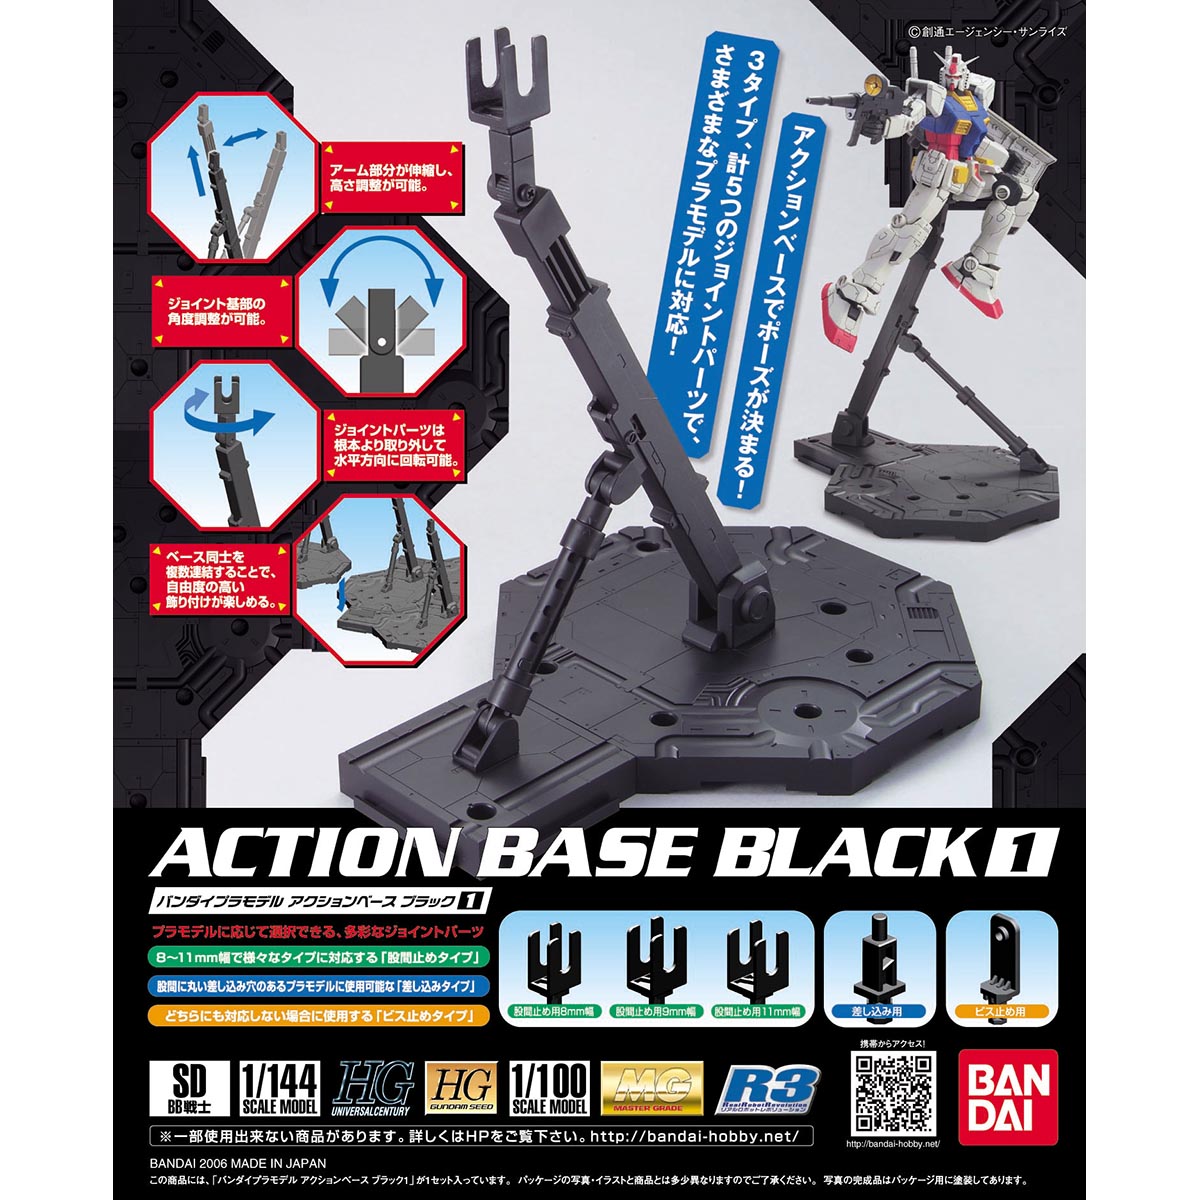 ©創通エージェンシー・サンライズ
3タイプ、計5つのジョイントパーツで、
さまざまなプラモデルに対応!
アクションベースでポーズが決まる!
アーム部分が伸縮し、
高さ調整が可能。
ジョイント基部の
角度調整が可能。
ジョイントパーツは
根本より取り外して
水平方向に回転可能。
ベース同士を
複数連結することで、
自由度の高い
飾り付けが楽しめる。
ACTION BASE BLACK 1
バンダイプラモデル アクションベース ブラック 1
プラモデルに応じて選択できる、多彩なジョイントパーツ
8〜11mm幅で様々なタイプに対応する「股間止めタイプ」
股間に丸い差し込み穴のあるプラモデルに使用可能な「差し込みタイプ」
どちらにも対応しない場合に使用する「ビス止めタイプ」
股間止め用8mm幅
股間止め用9mm幅
股間止め用11mm幅
差し込み用
ビス止め用
SD
BB戦士
1/144
SCALE MODEL
HG
UNIVERSAL CENTURY
HG
GUNDAM SEED
1/100
SCALE MODEL
MG
MASTER GRADE
R3
Real Robot Revolution
リアルロボットレボリューション
携帯からアクセス!
http://bandai-hobby.net/
BAN
DAI
※一部使用出来ない商品があります。詳しくはHPをご覧下さい。http://bandai-hobby.net/
BANDAI 2006 MADE IN JAPAN
この商品には、「バンダイプラモデル アクションベース ブラック1」が1セット入っています。 パッケージの写真・イラストと商品とは多少異なりますのでご了承ください。 写真の完成品はパッケージ用に塗装してあります。